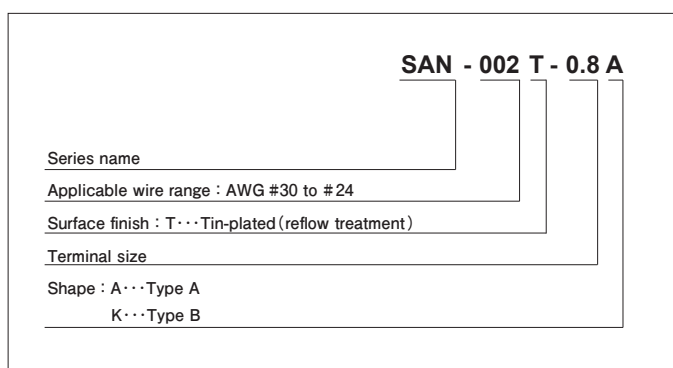 SAN - 002 T - 0.8 A
Series name
Applicable wire range：AWG #30 to #24
Surface finish：T･･･Tin-plated（reflow treatment）
Terminal size
Shape：A･･･Type A
K･･･Type B